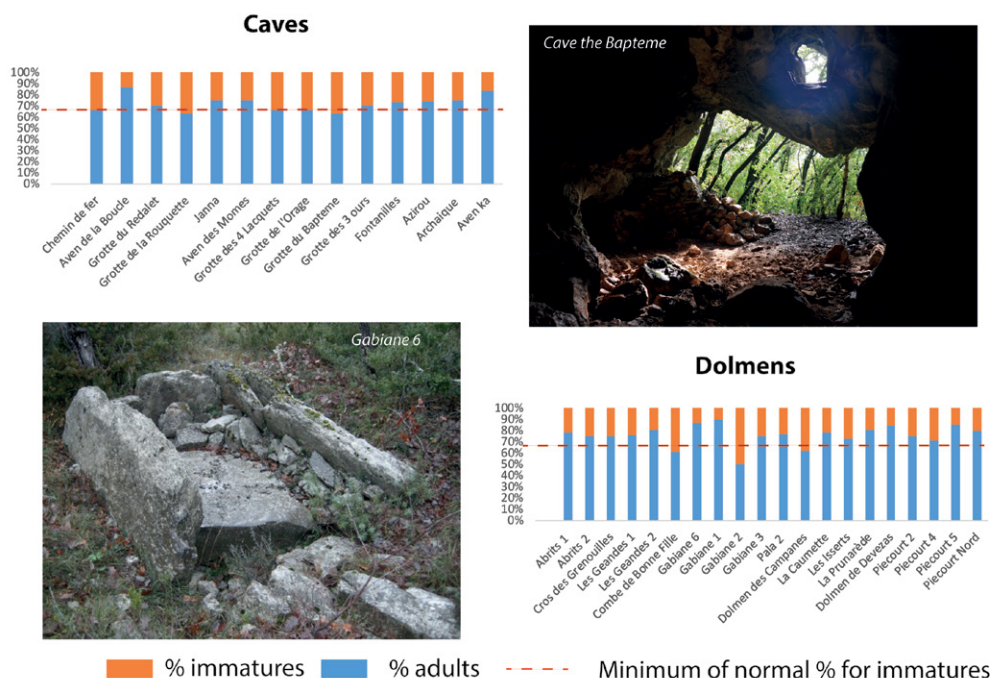 Caves
100%
90%
80%
70%
60%
50%
40%
30%
20%
10%
0%
Chemin de fer
Aven de la Boucle
Grotte du Redalet
Grotte de la Rouquette
Janna
Aven des Momes
Grotte des 4 Lacquets
Grotte de l'Orage
Grotte du Bapteme
Grotte des 3 ours
Fontanilles
Azirou
Archaïque
Aven ka
Cave the Bapteme
Gabiane 6
Dolmens
100%
90%
80%
70%
60%
50%
40%
30%
20%
10%
0%
Abrits 1
Abrits 2
Cros des Grenouilles
Les Geandes 1
Les Geandes 2
Combe de Bonne Fille
Gabiane 6
Gabiane 1
Gabiane 2
Gabiane 3
Pala 2
Dolmen des Campanes
La Caumette
Les Isserts
La Prunarède
Dolmen de Devezas
Piecourt 2
Piecourt 4
Piecourt 5
Piecourt Nord
% immatures % adults Minimum of normal % for immatures